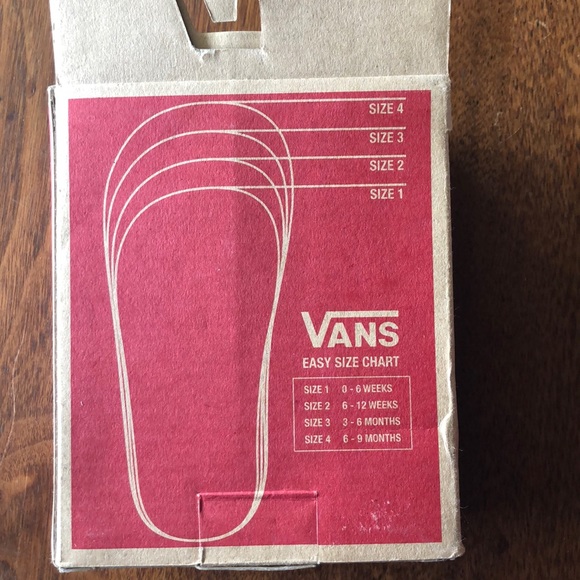 SIZE 4
SIZE 3
SIZE 2
SIZE 1
VANS
EASY SIZE CHART
SIZE 1 0 - 6 WEEKS
SIZE 2 6 - 12 WEEKS
SIZE 3 3 - 6 MONTHS
SIZE 4 6 - 9 MONTHS